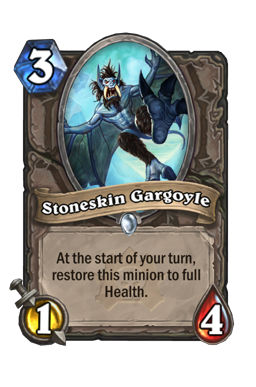 3
Stoneskin Gargoyle
At the start of your turn,
restore this minion to full
Health.
1
4